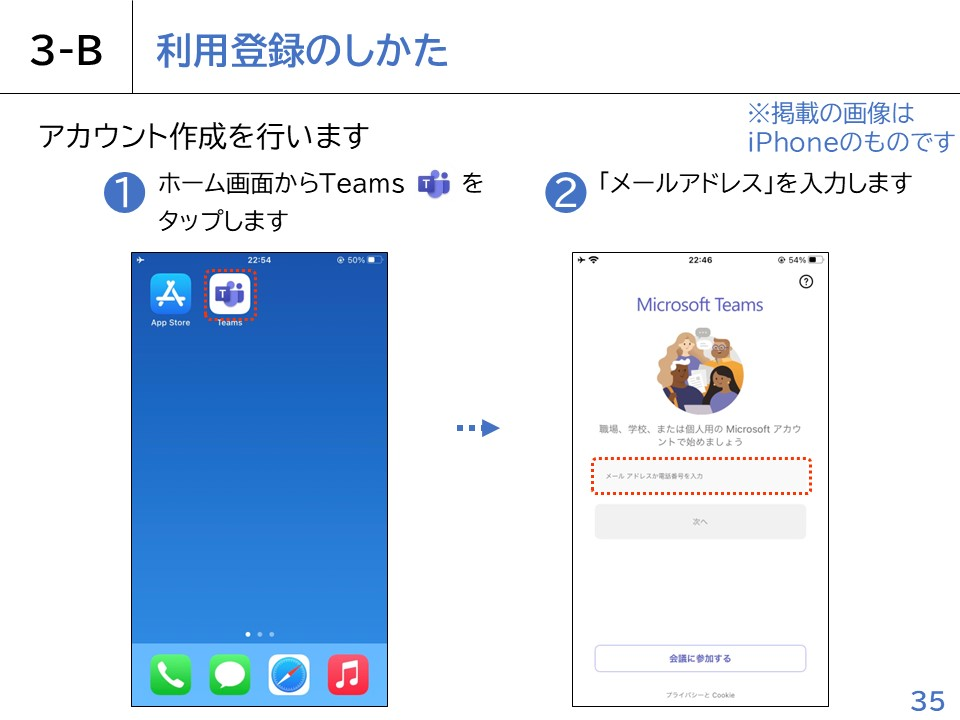 3-B
利用登録のしかた
※掲載の画像は
iPhoneのものです
アカウント作成を行います
1
ホーム画面からTeams を
タップします
22:54
50%
App Store
Teams
2
「メールアドレス」を入力します
22:46
54%
?
Microsoft Teams
職場、学校、または個人用の Microsoft アカウ
ントで始めましょう
メール アドレスか電話番号を入力
次へ
会議に参加する
プライバシーと Cookie
35